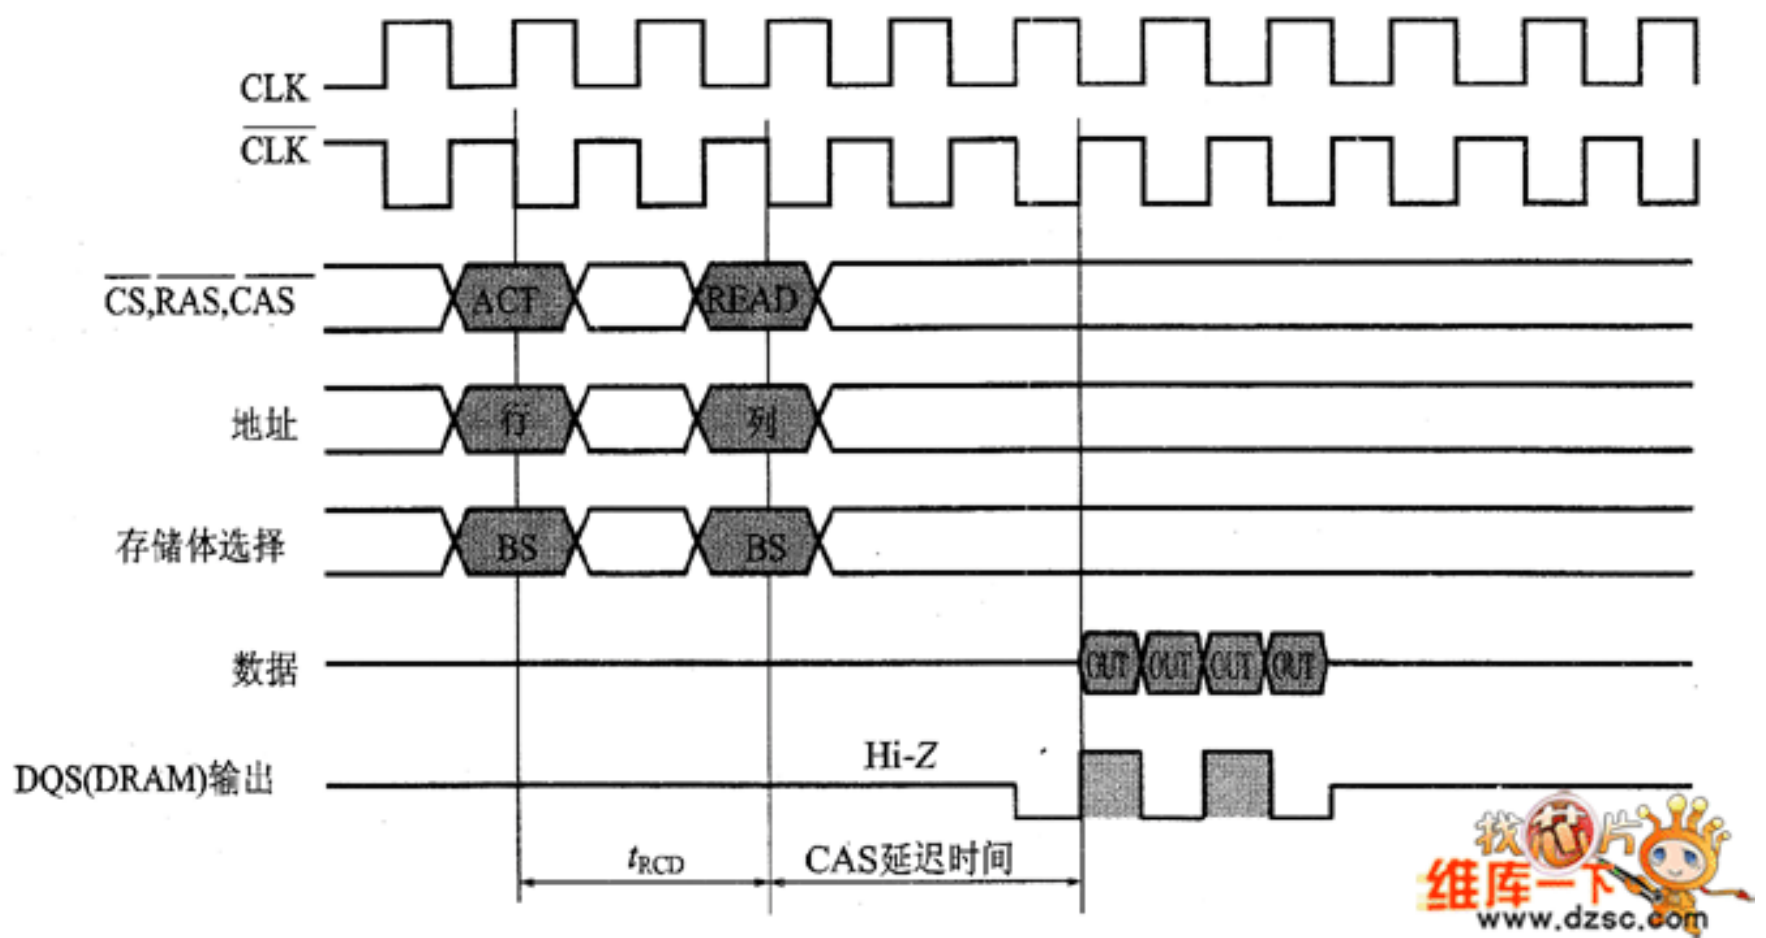 CLK
CLK
CS,RAS,CAS
ACT
READ
地址
行
列
存储体选择
BS
BS
数据
OUT
OUT
OUT
OUT
Hi-Z
DQS(DRAM)输出
tRCD
CAS延迟时间
找芯片
维库一下
www.dzsc.com